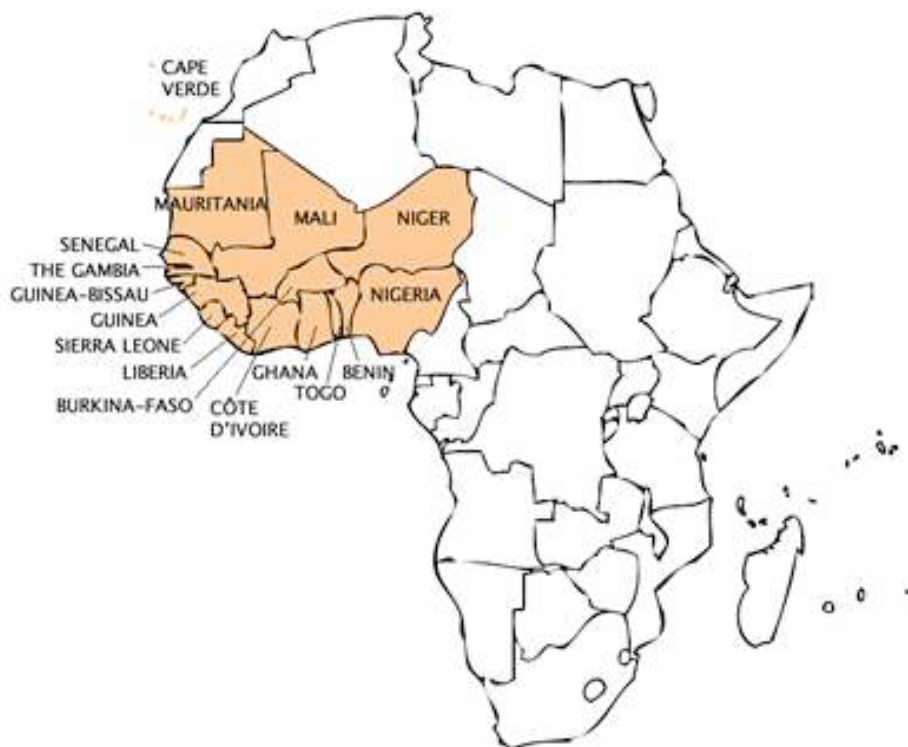 CAPE
VERDE
MAURITANIA
MALI
NIGER
SENEGAL
THE GAMBIA
GUINEA-BISSAU
NIGERIA
GUINEA
SIERRA LEONE
LIBERIA
GHANA
BENIN
TOGO
BURKINA-FASO
CÔTE
D'IVOIRE